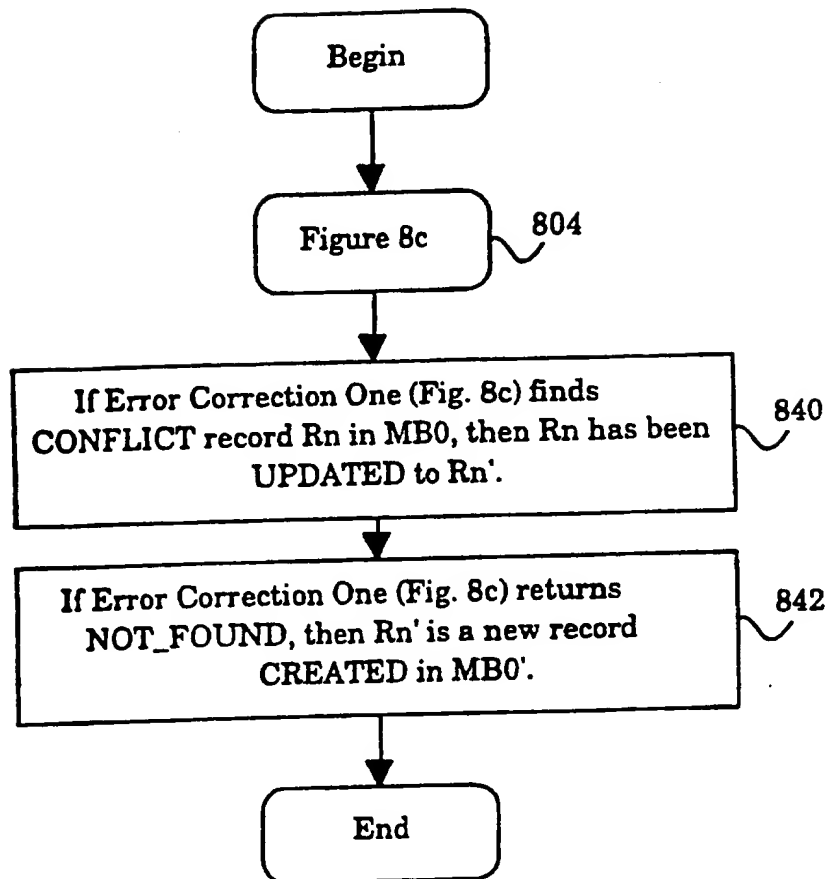 Begin
Figure 8c
804
If Error Correction One (Fig. 8c) finds
CONFLICT record Rn in MB0, then Rn has been
UPDATED to Rn'.
840
If Error Correction One (Fig. 8c) returns
NOT_FOUND, then Rn' is a new record
CREATED in MB0'.
842
End